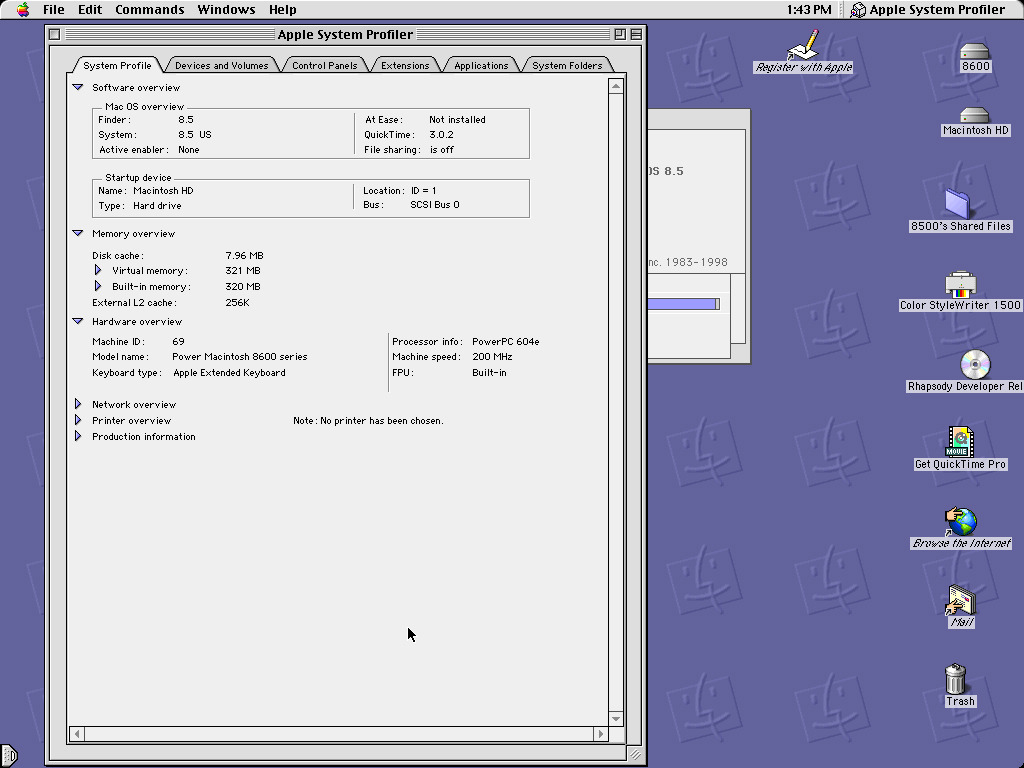 File Edit Commands Windows Help 1:43 PM Apple System Profiler
Apple System Profiler
System Profile Devices and Volumes Control Panels Extensions Applications System Folders
Software overview
Mac OS overview
Finder: 8.5
System: 8.5 US
Active enabler: None
At Ease: Not installed
QuickTime: 3.0.2
File sharing: is off
Startup device
Name: Macintosh HD
Type: Hard drive
Location: ID = 1
Bus: SCSI Bus 0
Memory overview
Disk cache: 7.96 MB
Virtual memory: 321 MB
Built-in memory: 320 MB
External L2 cache: 256K
Hardware overview
Machine ID: 69
Model name: Power Macintosh 8600 series
Keyboard type: Apple Extended Keyboard
Processor info: PowerPC 604e
Machine speed: 200 MHz
FPU: Built-in
Network overview
Printer overview Note: No printer has been chosen.
Production information
OS 8.5
nc. 1983-1998
Register with Apple
8600
Macintosh HD
8500's Shared Files
Color StyleWriter 1500
Rhapsody Developer Rel
MOVIE
Get QuickTime Pro
Browse the Internet
Mail
Trash